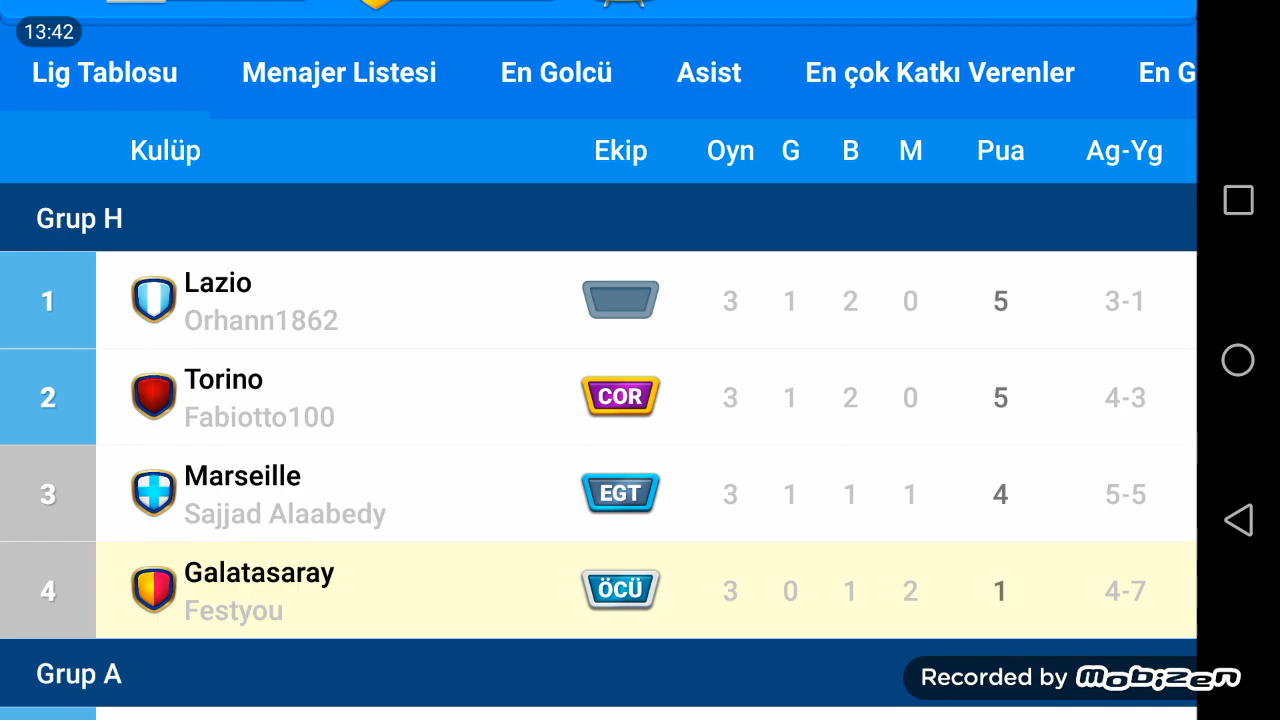 13:42
Lig Tablosu Menajer Listesi En Golcü Asist En çok Katkı Verenler En G
Kulüp Ekip Oyn G B M Pua Ag-Yg
Grup H
1 Lazio 3 1 2 0 5 3-1
Orhann1862
2 Torino COR 3 1 2 0 5 4-3
Fabiotto100
3 Marseille EGT 3 1 1 1 4 5-5
Sajjad Alaabedy
4 Galatasaray ÖCÜ 3 0 1 2 1 4-7
Festyou
Grup A
Recorded by mobizen